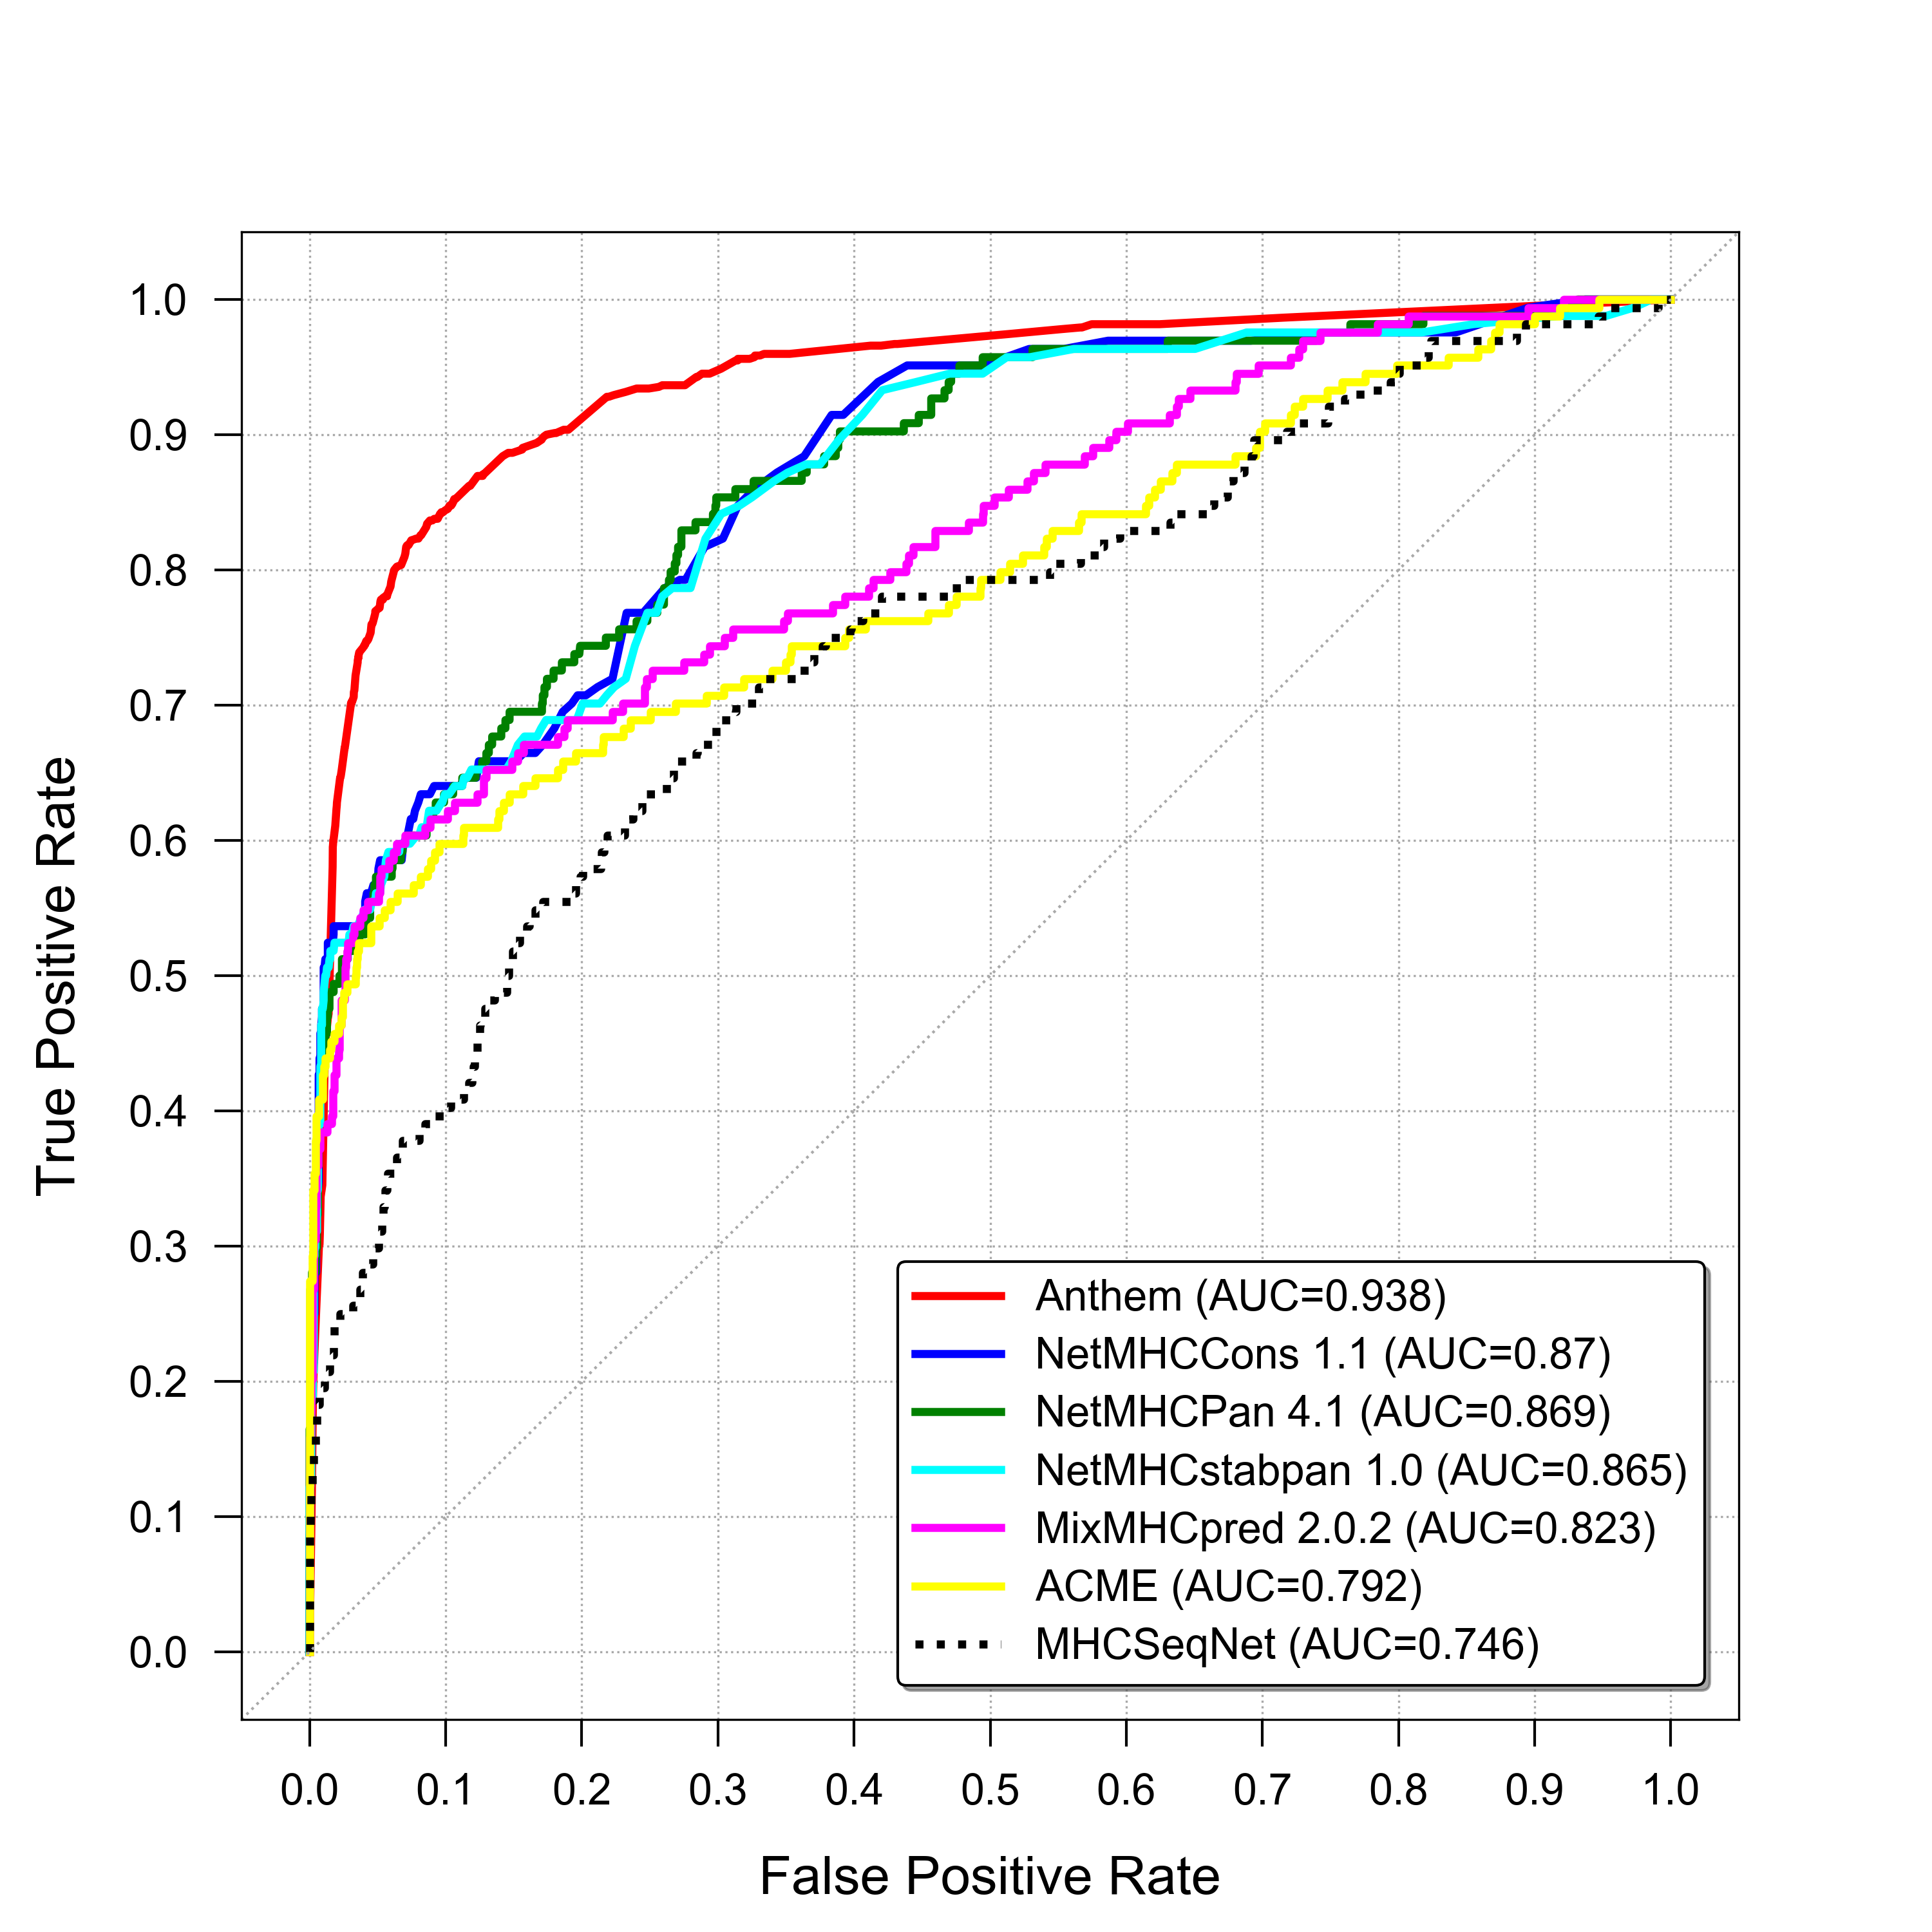 1.0
0.9
0.8
0.7
0.6
0.5
0.4
0.3
0.2
0.1
0.0
True Positive Rate
Anthem (AUC=0.938)
NetMHCCons 1.1 (AUC=0.87)
NetMHCPan 4.1 (AUC=0.869)
NetMHCstabpan 1.0 (AUC=0.865)
MixMHCpred 2.0.2 (AUC=0.823)
ACME (AUC=0.792)
MHCSeqNet (AUC=0.746)
0.0 0.1 0.2 0.3 0.4 0.5 0.6 0.7 0.8 0.9 1.0
False Positive Rate